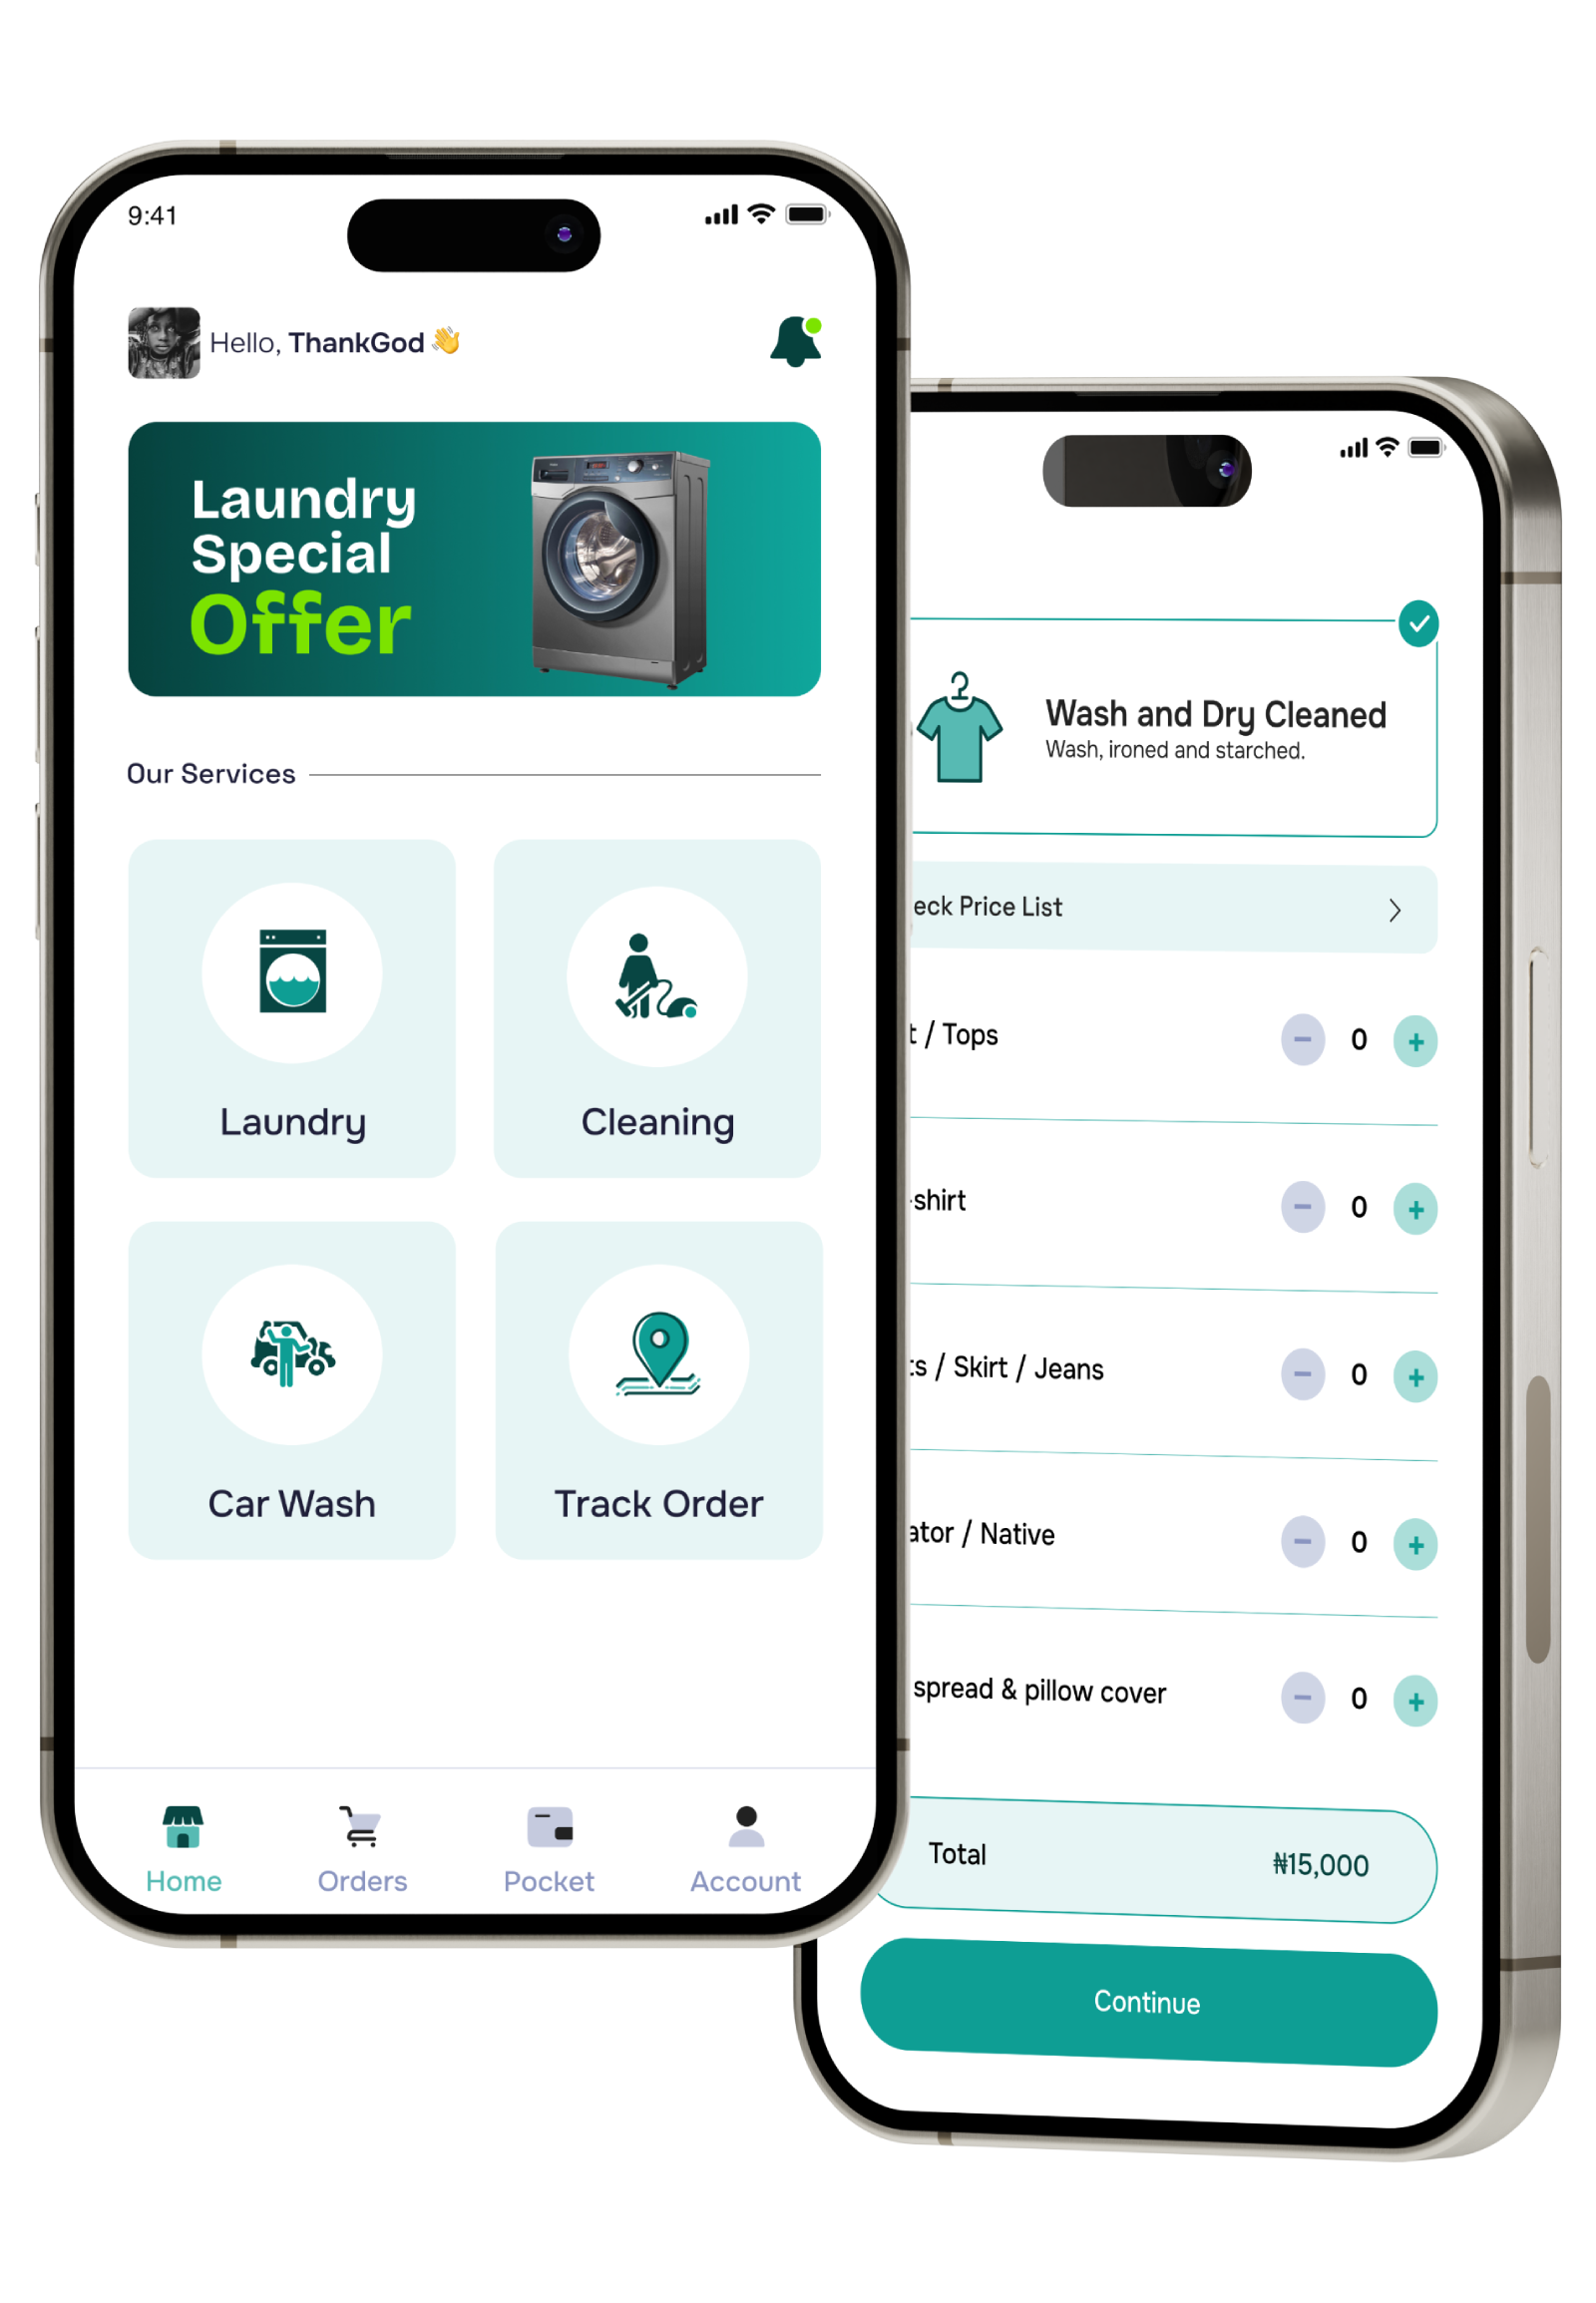 9:41
Hello, ThankGod 👋
Laundry
Special
Offer
Our Services
Laundry
Cleaning
Car Wash
Track Order
Home
Orders
Pocket
Account
Wash and Dry Cleaned
Wash, ironed and starched.
Price List
/ Tops
-shirt
/ Skirt / Jeans
/ Native
spread & pillow cover
0
0
0
0
0
Total
₦15,000
Continue